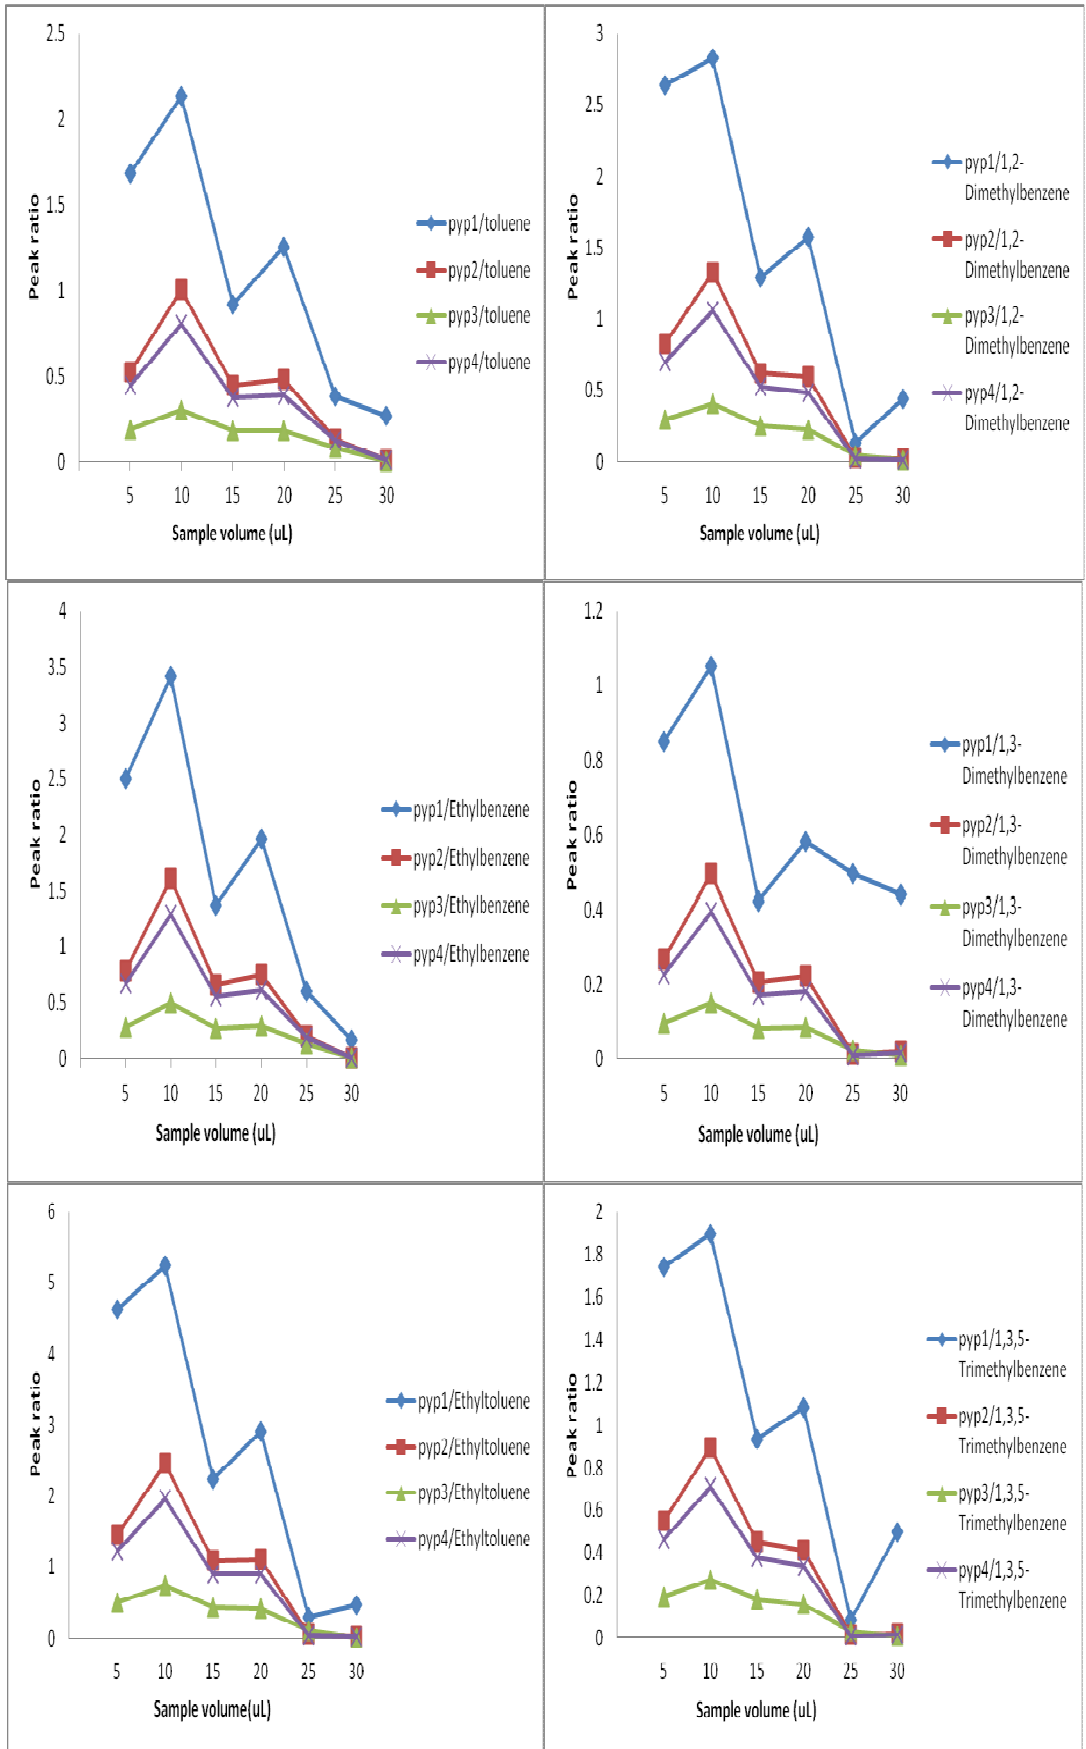 2.5
2
1.5
1
0.5
0
Peak ratio
5 10 15 20 25 30
Sample volume (uL)
pyp1/toluene
pyp2/toluene
pyp3/toluene
pyp4/toluene
3
2.5
2
1.5
1
0.5
0
Peak ratio
5 10 15 20 25 30
Sample volume (uL)
pyp1/1,2-
Dimethylbenzene
pyp2/1,2-
Dimethylbenzene
pyp3/1,2-
Dimethylbenzene
pyp4/1,2-
Dimethylbenzene
4
3.5
3
2.5
2
1.5
1
0.5
0
Peak ratio
5 10 15 20 25 30
Sample volume (uL)
pyp1/Ethylbenzene
pyp2/Ethylbenzene
pyp3/Ethylbenzene
pyp4/Ethylbenzene
1.2
1
0.8
0.6
0.4
0.2
0
Peak ratio
5 10 15 20 25 30
Sample volume (uL)
pyp1/1,3-
Dimethylbenzene
pyp2/1,3-
Dimethylbenzene
pyp3/1,3-
Dimethylbenzene
pyp4/1,3-
Dimethylbenzene
6
5
4
3
2
1
0
Peak ratio
5 10 15 20 25 30
Sample volume(uL)
pyp1/Ethyltoluene
pyp2/Ethyltoluene
pyp3/Ethyltoluene
pyp4/Ethyltoluene
2
1.8
1.6
1.4
1.2
1
0.8
0.6
0.4
0.2
0
Peak ratio
5 10 15 20 25 30
Sample volume (uL)
pyp1/1,3,5-
Trimethylbenzene
pyp2/1,3,5-
Trimethylbenzene
pyp3/1,3,5-
Trimethylbenzene
pyp4/1,3,5-
Trimethylbenzene